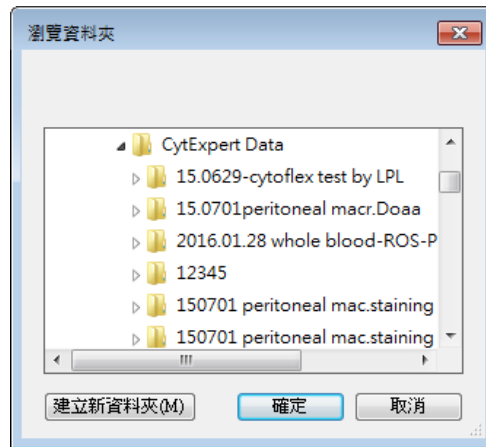 瀏覽資料夾
CytExpert Data
15.0629-cytoflex test by LPL
15.0701peritoneal macr.Doaa
2016.01.28 whole blood-ROS-P
12345
150701 peritoneal mac.staining
150701 peritoneal mac.staining
建立新資料夾(M) 確定 取消